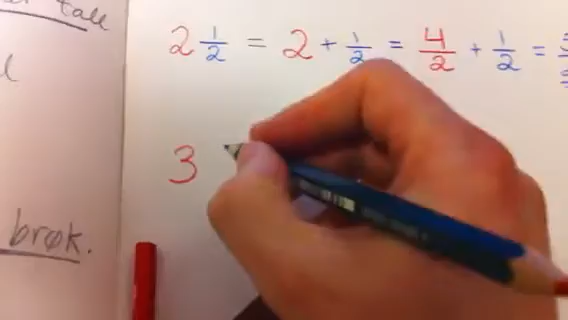 tall
2 1/2 = 2 + 1/2 = 4/2 + 1/2 =
3
brøk.